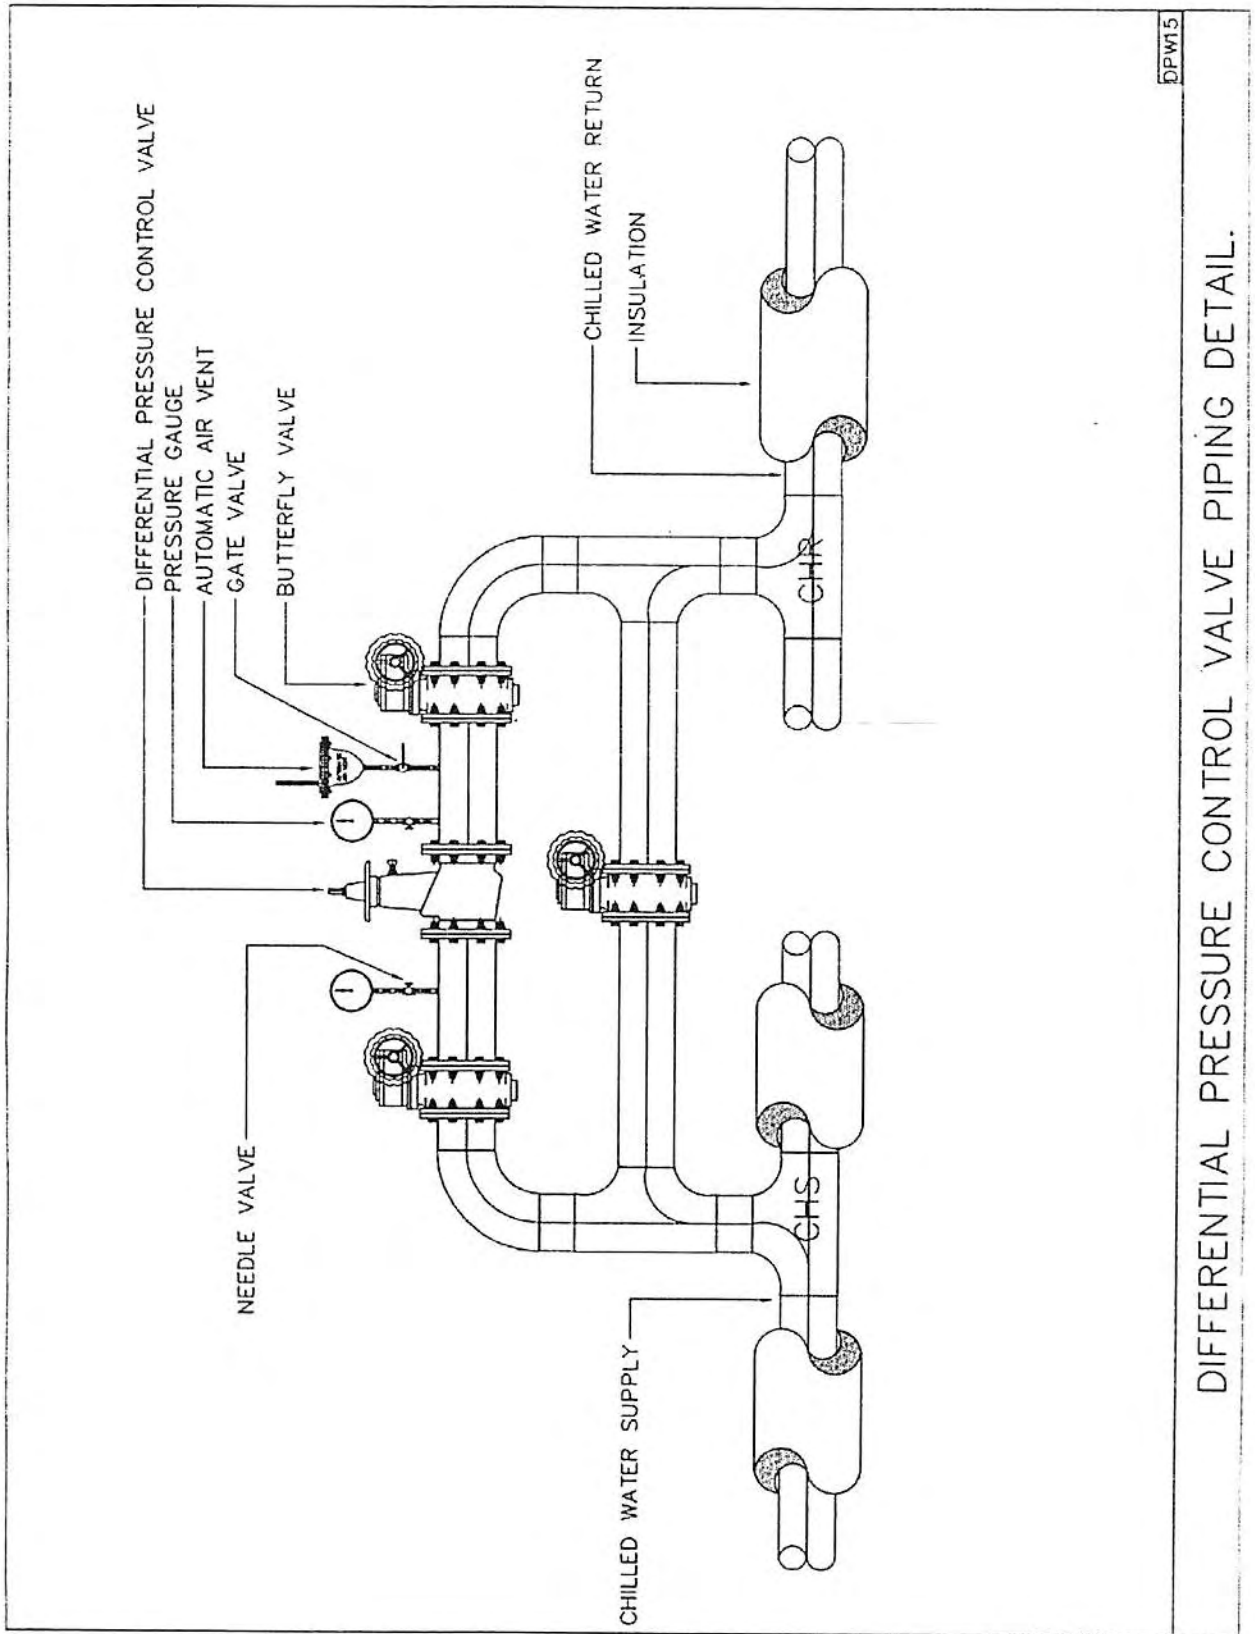 DIFFERENTIAL PRESSURE CONTROL VALVE
PRESSURE GAUGE
AUTOMATIC AIR VENT
GATE VALVE
BUTTERFLY VALVE
NEEDLE VALVE
CHILLED WATER RETURN
INSULATION
CHILLED WATER SUPPLY
CHS
CHR
DPW15
DIFFERENTIAL PRESSURE CONTROL VALVE PIPING DETAIL.